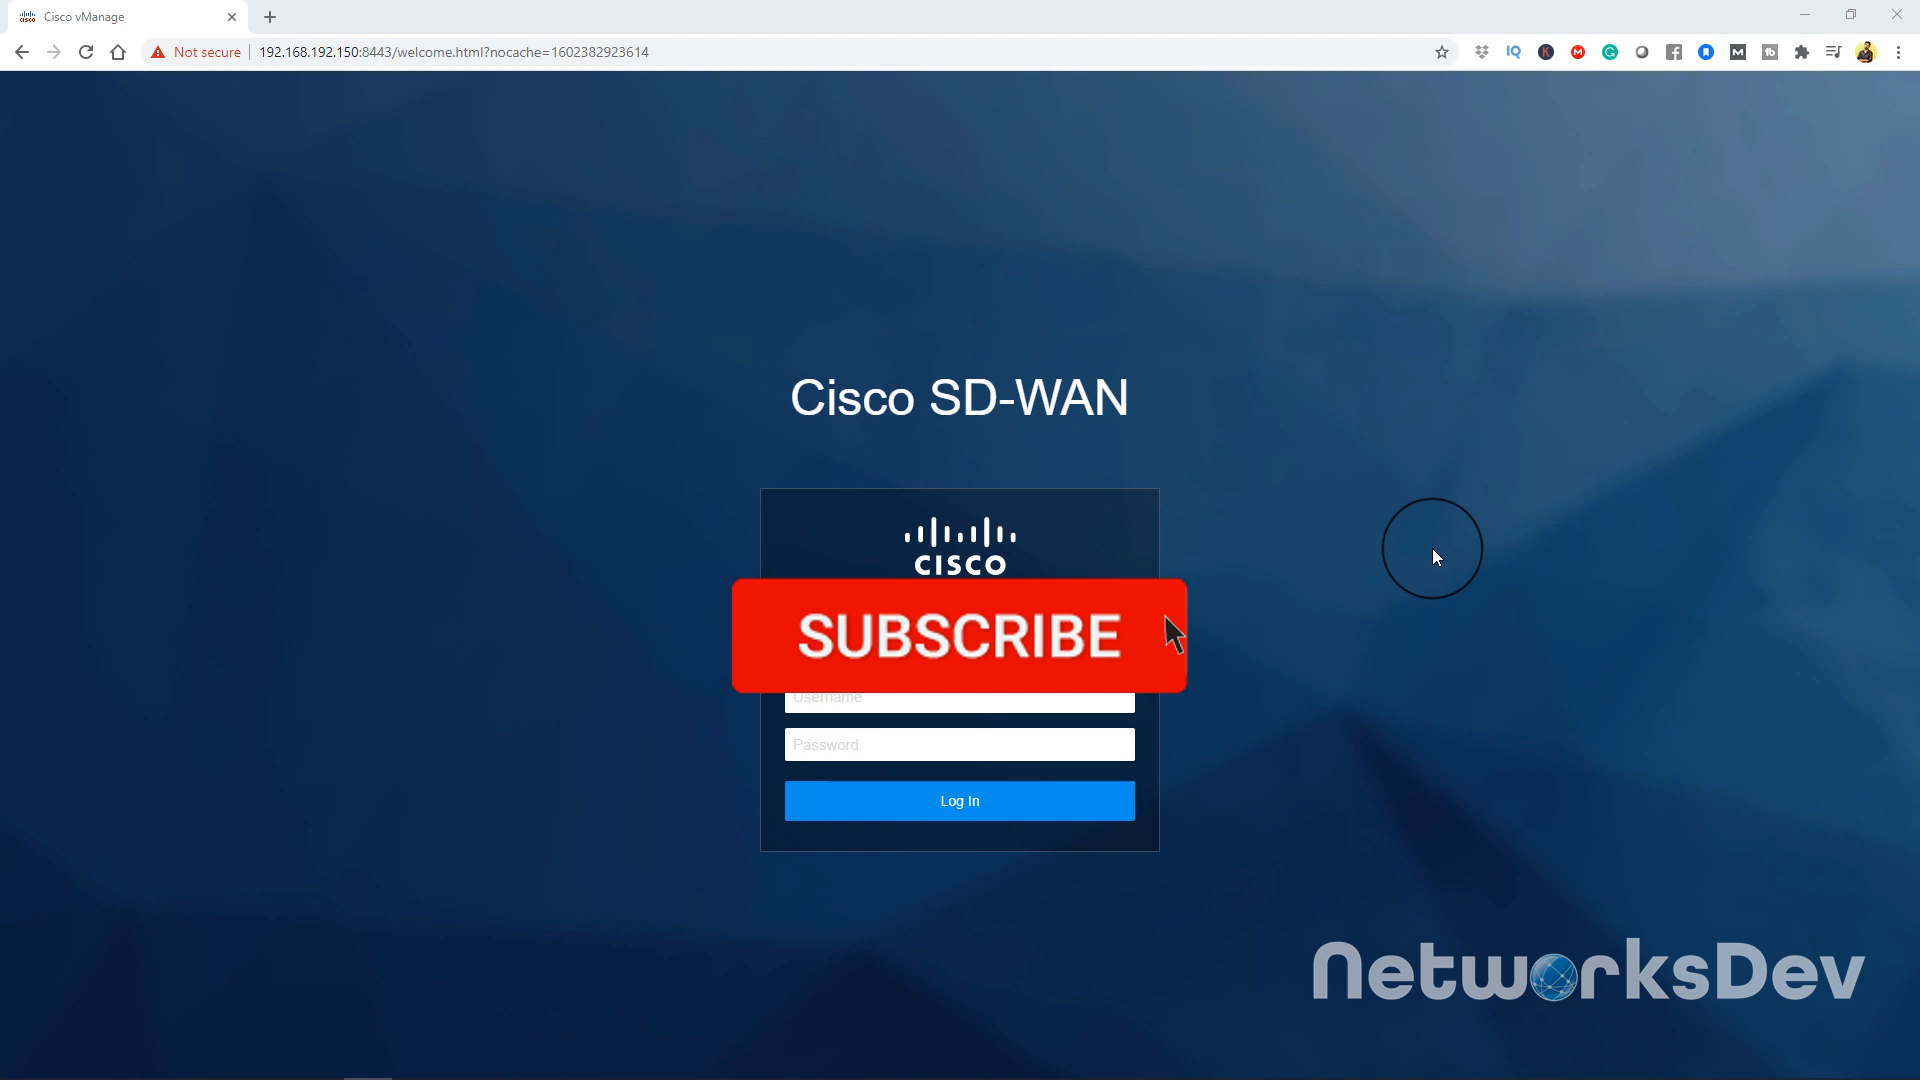 Cisco vManage
Not secure
192.168.192.150:8443/welcome.html?nocache=1602382923614
Cisco SD-WAN
CISCO
SUBSCRIBE
Username
Password
Log In
NetworksDev